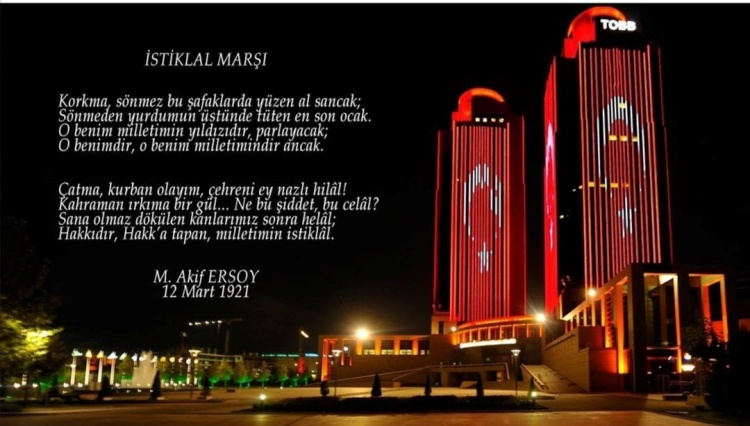 TOBB
İSTİKLAL MARŞI
Korkma, sönmez bu şafaklarda yüzen al sancak;
Sönmeden yurdumun üstünde tüten en son ocak.
O benim milletimin yıldızıdır, parlayacak;
O benimdir, o benim milletimindir ancak.
Çatma, kurban olayım, çehreni ey nazlı hilâl!
Kahraman ırkıma bir gül... Ne bu şiddet, bu celâl?
Sana olmaz dökülen kanlarımız sonra helâl;
Hakkıdır, Hakk'a tapan, milletimin istiklâl.
M. Akif ERSOY
12 Mart 1921